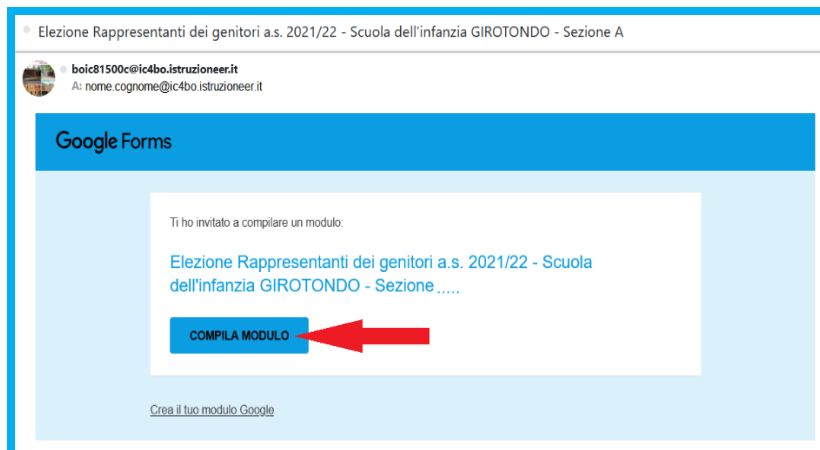 Elezione Rappresentanti dei genitori a.s. 2021/22 - Scuola dell'infanzia GIROTONDO - Sezione A
boic81500c@ic4bo.istruzioneer.it
A: nome.cognome@ic4bo.istruzioneer.it
Google Forms
Ti ho invitato a compilare un modulo:
Elezione Rappresentanti dei genitori a.s. 2021/22 - Scuola
dell'infanzia GIROTONDO - Sezione .....
COMPILA MODULO
Crea il tuo modulo Google